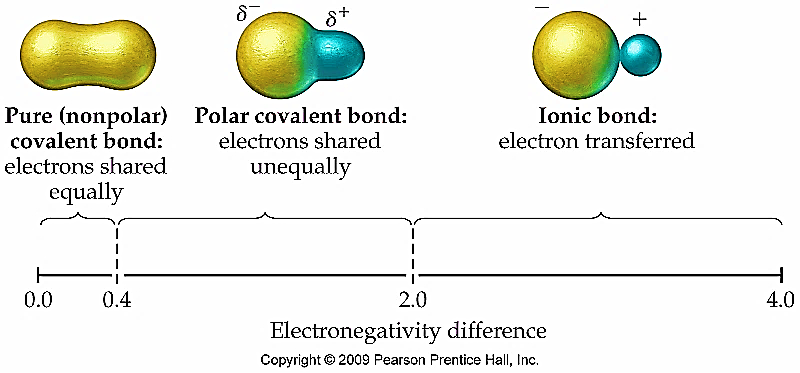 δ− δ+
− +
Pure (nonpolar)
covalent bond:
electrons shared
equally
Polar covalent bond:
electrons shared
unequally
Ionic bond:
electron transferred
0.0 0.4 2.0 4.0
Electronegativity difference
Copyright © 2009 Pearson Prentice Hall, Inc.